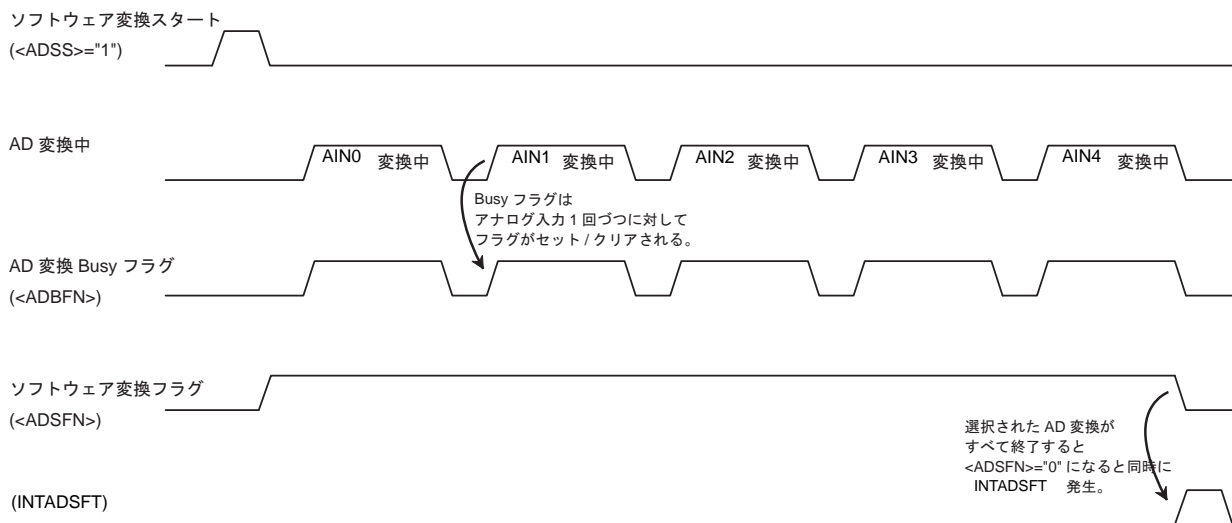 ソフトウェア変換スタート
(<ADSS>="1")
AD 変換中
AIN0 変換中
AIN1 変換中
AIN2 変換中
AIN3 変換中
AIN4 変換中
Busy フラグは
アナログ入力 1 回づつに対して
フラグがセット / クリアされる。
AD 変換 Busy フラグ
(<ADBFN>)
ソフトウェア変換フラグ
(<ADSFN>)
選択された AD 変換が
すべて終了すると
<ADSFN>="0" になると同時に
INTADSFT 発生。
(INTADSFT)